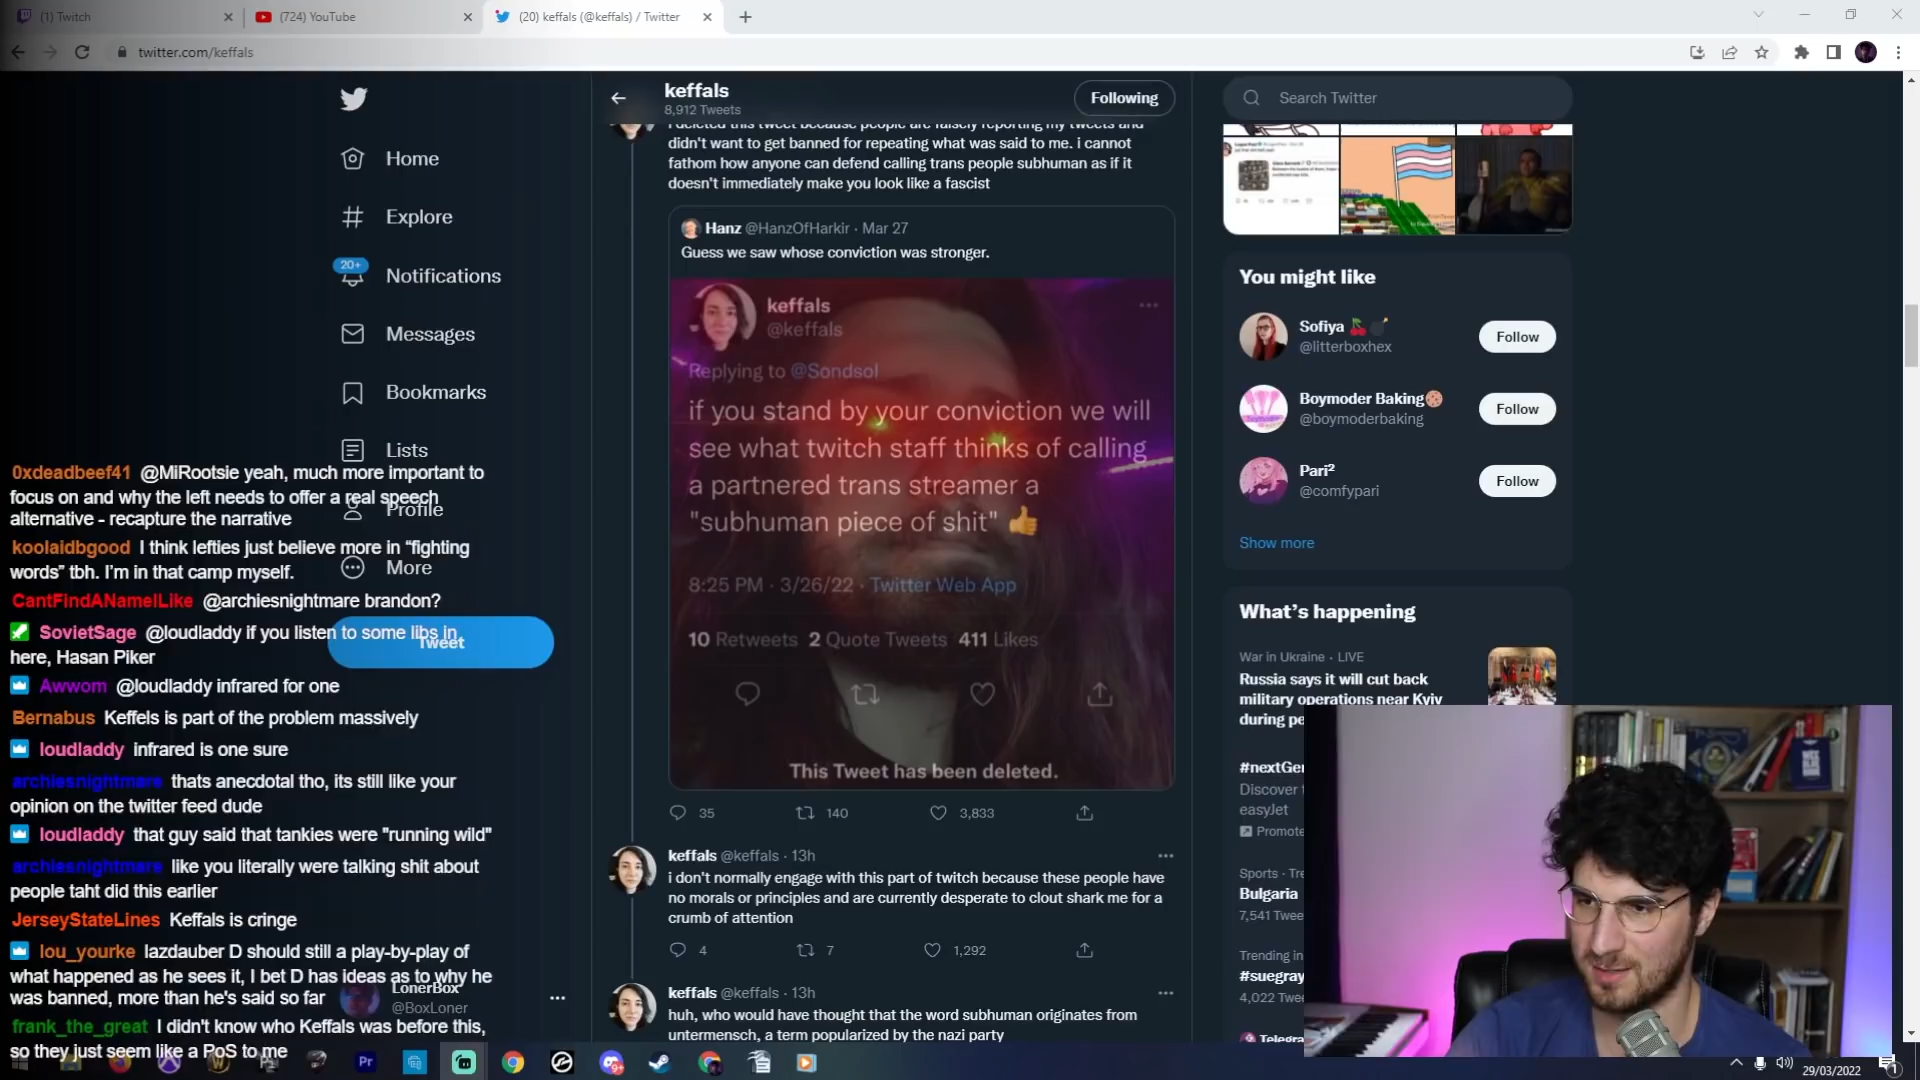 (1) Twitch
(724) YouTube
(20) keffals (@keffals) / Twitter
twitter.com/keffals
Home
Explore
20+
Notifications
Messages
Bookmarks
Lists
Profile
More
Tweet
LonerBox
@BoxLoner
0xdeadbeef41 @MiRootsie yeah, much more important to
focus on and why the left needs to offer a real speech
alternative - recapture the narrative
koolaidbgood I think lefties just believe more in “fighting
words” tbh. I’m in that camp myself.
CantFindANameILike @archiesnightmare brandon?
SovietSage @loudladdy if you listen to some libs in
here, Hasan Piker
Awwom @loudladdy infrared for one
Bernabus Keffels is part of the problem massively
loudladdy infrared is one sure
archiesnightmare thats anecdotal tho, its still like your
opinion on the twitter feed dude
loudladdy that guy said that tankies were "running wild"
archiesnightmare like you literally were talking shit about
people taht did this earlier
JerseyStateLines Keffals is cringe
lou_yourke lazdauber D should still a play-by-play of
what happened as he sees it, I bet D has ideas as to why he
was banned, more than he's said so far
frank_the_great I didn't know who Keffals was before this,
so they just seem like a PoS to me
keffals
8,912 Tweets
Following
i deleted this tweet because people are falsely reporting my tweets and
didn't want to get banned for repeating what was said to me. i cannot
fathom how anyone can defend calling trans people subhuman as if it
doesn't immediately make you look like a fascist
Hanz @HanzOfHarkir · Mar 27
Guess we saw whose conviction was stronger.
keffals
@keffals
Replying to @Sondsol
if you stand by your conviction we will
see what twitch staff thinks of calling
a partnered trans streamer a
"subhuman piece of shit" 👍
8:25 PM · 3/26/22 · Twitter Web App
10 Retweets 2 Quote Tweets 411 Likes
This Tweet has been deleted.
35 140 3,833
keffals @keffals · 13h
i don't normally engage with this part of twitch because these people have
no morals or principles and are currently desperate to clout shark me for a
crumb of attention
4 7 1,292
keffals @keffals · 13h
huh, who would have thought that the word subhuman originates from
untermensch, a term popularized by the nazi party
Search Twitter
You might like
Sofiya 🍒💣
@litterboxhex
Follow
Boymoder Baking🍪
@boymoderbaking
Follow
Pari²
@comfypari
Follow
Show more
What’s happening
War in Ukraine · LIVE
Russia says it will cut back
military operations near Kyiv
during pe
#nextGe
Discover
easyJet
Promote
Sports · Tre
Bulgaria
7,541 Twee
Trending in
#suegray
4,022 Twee
Telegra
Pr
29/03/2022